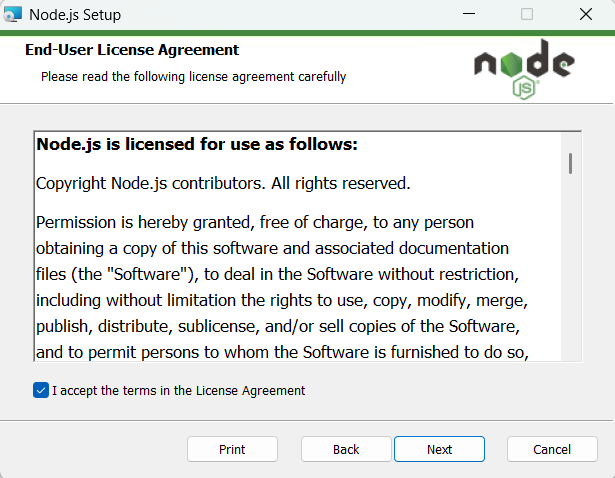 Node.js Setup
End-User License Agreement
Please read the following license agreement carefully
node
JS
Node.js is licensed for use as follows:
Copyright Node.js contributors. All rights reserved.
Permission is hereby granted, free of charge, to any person
obtaining a copy of this software and associated documentation
files (the "Software"), to deal in the Software without restriction,
including without limitation the rights to use, copy, modify, merge,
publish, distribute, sublicense, and/or sell copies of the Software,
and to permit persons to whom the Software is furnished to do so,
I accept the terms in the License Agreement
Print
Back
Next
Cancel